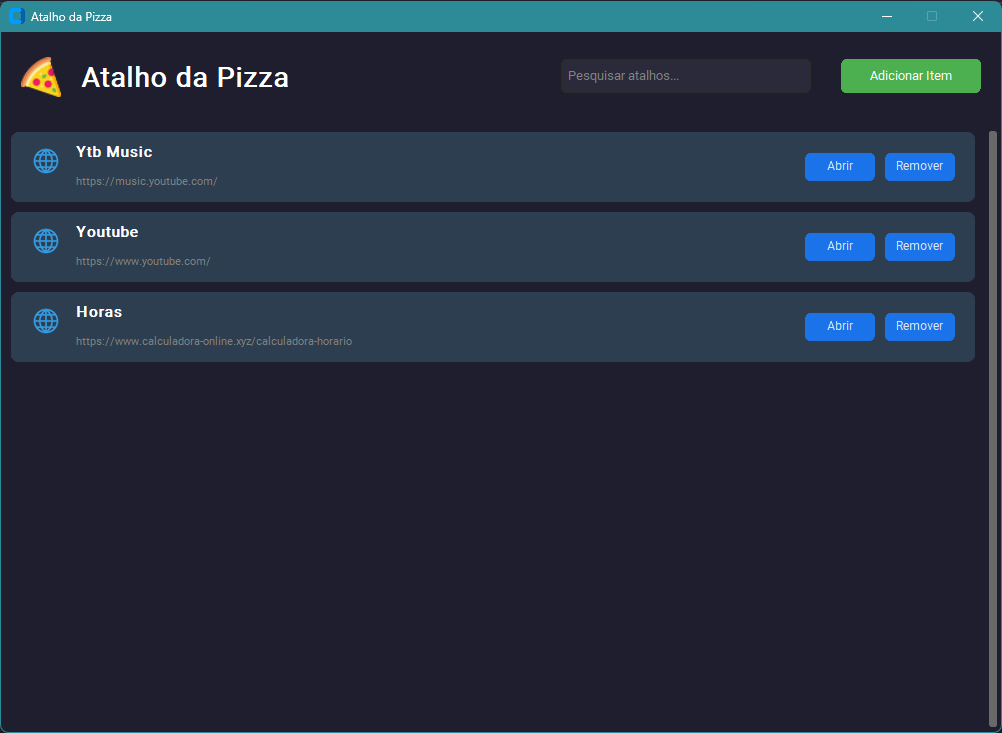 Atalho da Pizza
Atalho da Pizza
Pesquisar atalhos...
Adicionar Item
Ytb Music
https://music.youtube.com/
Abrir
Remover
Youtube
https://www.youtube.com/
Abrir
Remover
Horas
https://www.calculadora-online.xyz/calculadora-horario
Abrir
Remover